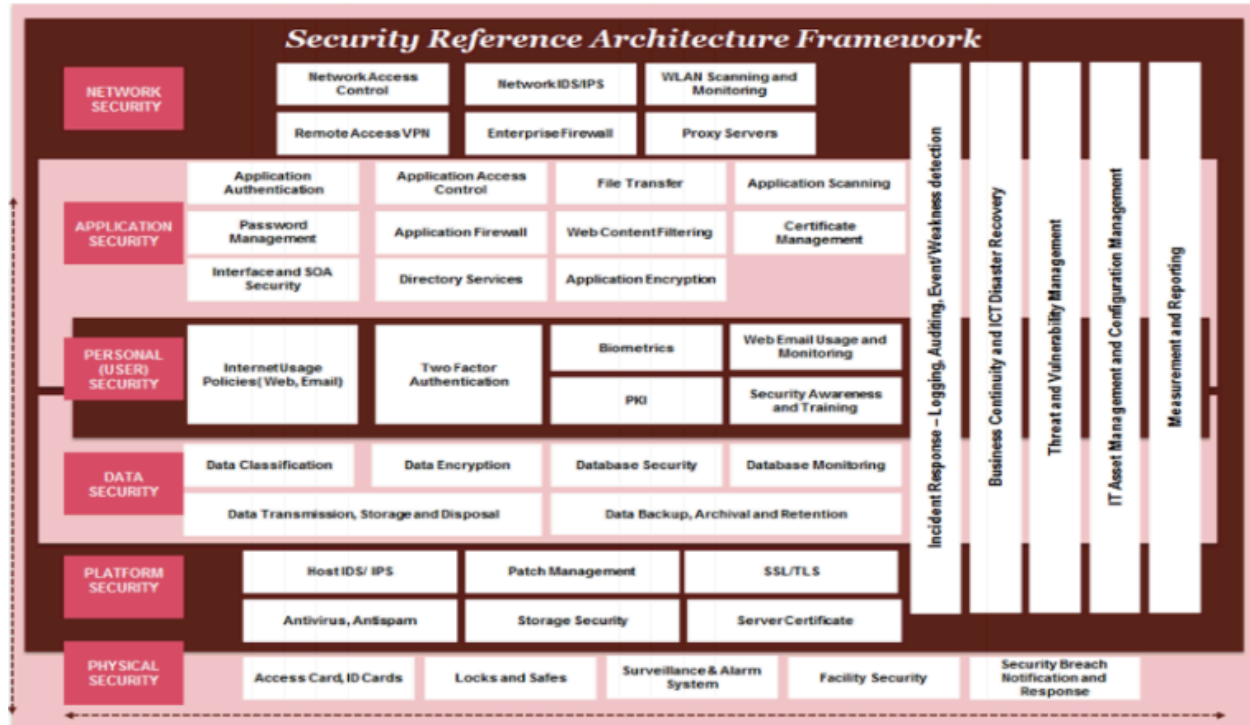 Security Reference Architecture Framework
NETWORK
SECURITY
Network Access
Control
Network IDS/IPS
WLAN Scanning and
Monitoring
Remote Access VPN
Enterprise Firewall
Proxy Servers
APPLICATION
SECURITY
Application
Authentication
Application Access
Control
File Transfer
Application Scanning
Password
Management
Application Firewall
Web Content Filtering
Certificate
Management
Interface and SOA
Security
Directory Services
Application Encryption
PERSONAL
(USER)
SECURITY
Internet Usage
Policies( Web, Email)
Two Factor
Authentication
Biometrics
Web Email Usage and
Monitoring
PKI
Security Awareness
and Training
DATA
SECURITY
Data Classification
Data Encryption
Database Security
Database Monitoring
Data Transmission, Storage and Disposal
Data Backup, Archival and Retention
PLATFORM
SECURITY
Host IDS/ IPS
Patch Management
SSL/TLS
Antivirus, Antispam
Storage Security
Server Certificate
PHYSICAL
SECURITY
Access Card, ID Cards
Locks and Safes
Surveillance & Alarm
System
Facility Security
Security Breach
Notification and
Response
Incident Response – Logging, Auditing, Event/ Weakness detection
Business Continuity and ICT Disaster Recovery
Threat and Vulnerability Management
IT Asset Management and Configuration Management
Measurement and Reporting